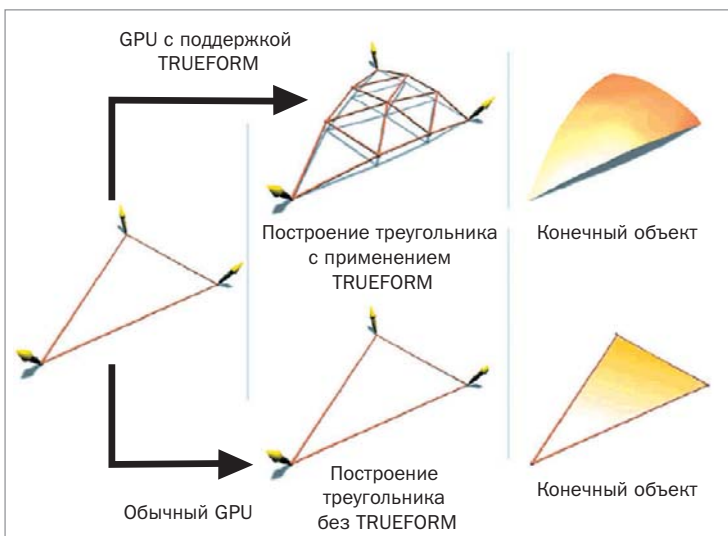 GPU с поддержкой
TRUEFORM
Построение треугольника
с применением
TRUEFORM
Конечный объект
Обычный GPU
Построение
треугольника
без TRUEFORM
Конечный объект